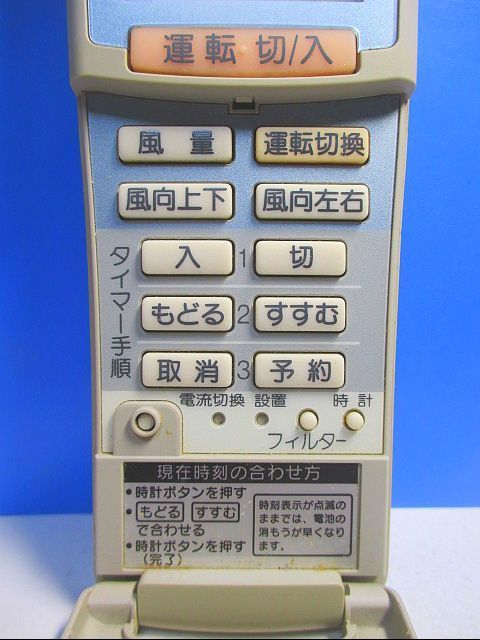 運転 切/入
風量 運転切換
風向上下 風向左右
タイマー手順
入 1 切
もどる 2 すすむ
取消 3 予約
電流切換 設置 時計
フィルター
現在時刻の合わせ方
•時計ボタンを押す
•もどる すすむ
で合わせる
•時計ボタンを押す
(完了)
時刻表示が点滅の
ままでは、電池の
消もうが早くなり
ます。